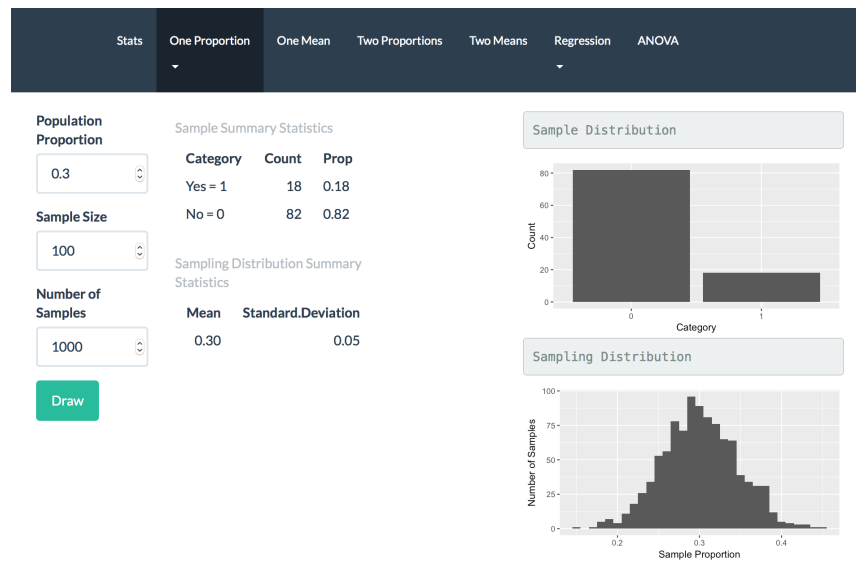 Stats One Proportion One Mean Two Proportions Two Means Regression ANOVA
Population
Proportion
0.3
Sample Size
100
Number of
Samples
1000
Draw
Sample Summary Statistics
Category Count Prop
Yes = 1 18 0.18
No = 0 82 0.82
Sampling Distribution Summary
Statistics
Mean Standard.Deviation
0.30 0.05
Sample Distribution
Count
80
60
40
20
0
0 1
Category
Sampling Distribution
Number of Samples
100
75
50
25
0
0.2 0.3 0.4
Sample Proportion